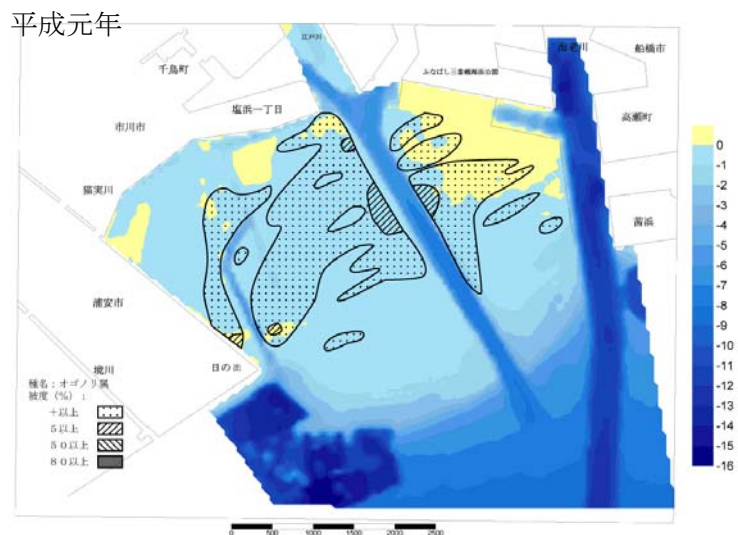 平成元年
江戸川
海老川
船橋市
千鳥町
ふなばし三番瀬海浜公園
塩浜一丁目
高瀬町
市川市
猫実川
茜浜
浦安市
日の出
境川
種名:オゴノリ属
被度(%):
+以上
5以上
50以上
80以上
0
-1
-2
-3
-4
-5
-6
-7
-8
-9
-10
-11
-12
-13
-14
-15
-16
0 500 1000 1500 2000 2500